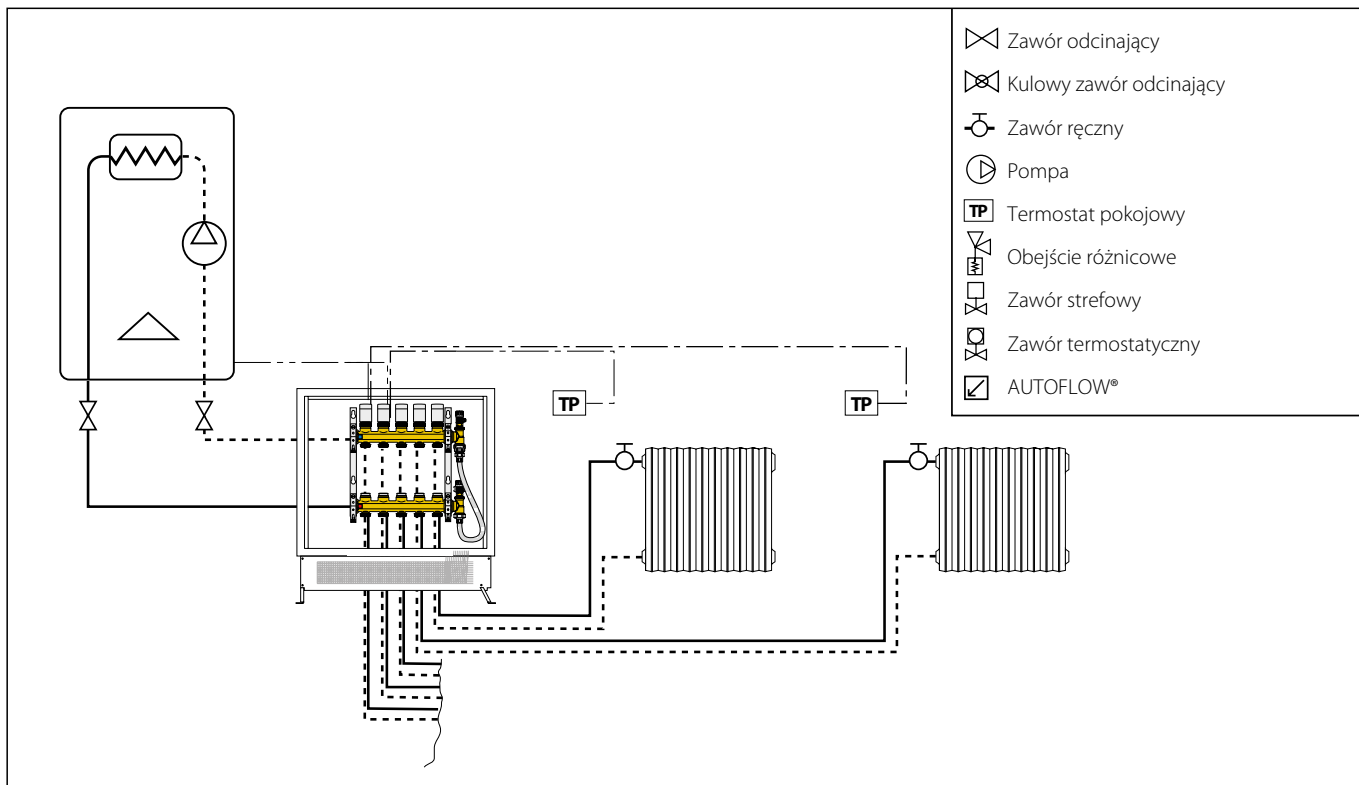 Zawór odcinający
Kulowy zawór odcinający
Zawór ręczny
Pompa
TP Termostat pokojowy
Obejście różnicowe
Zawór strefowy
Zawór termostatyczny
AUTOFLOW®
TP
TP